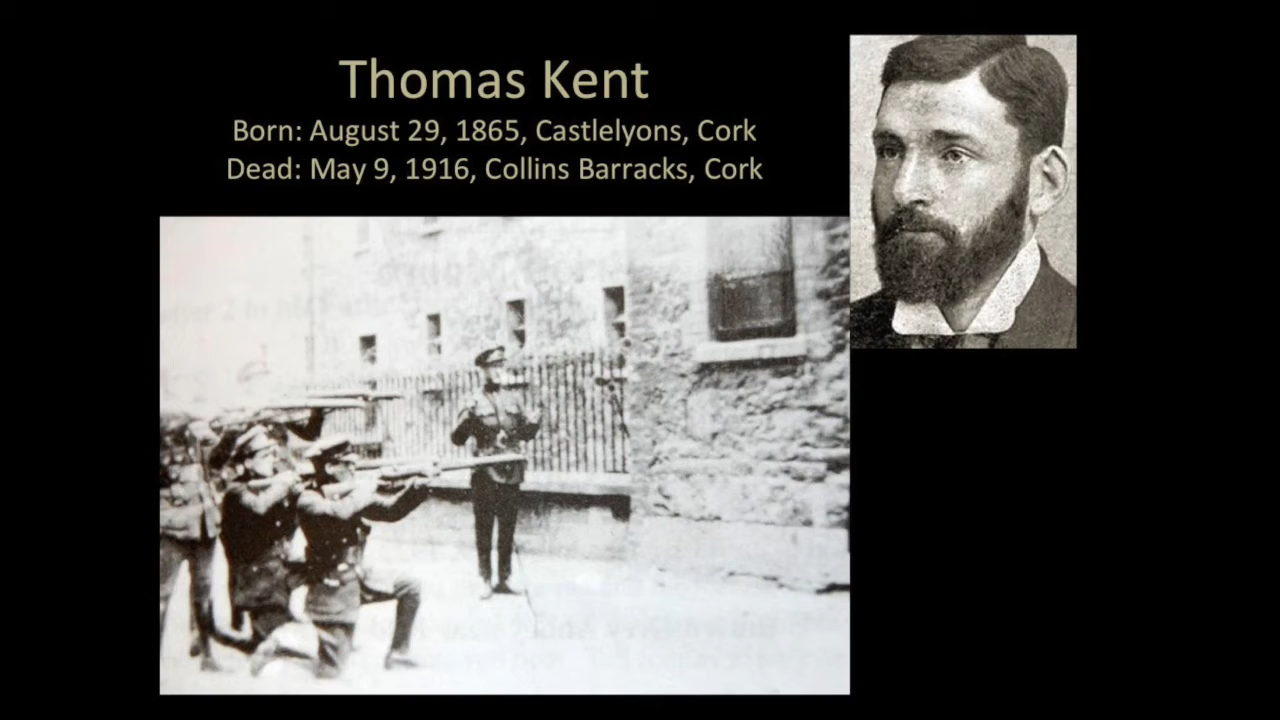 Thomas Kent
Born: August 29, 1865, Castlelyons, Cork
Dead: May 9, 1916, Collins Barracks, Cork